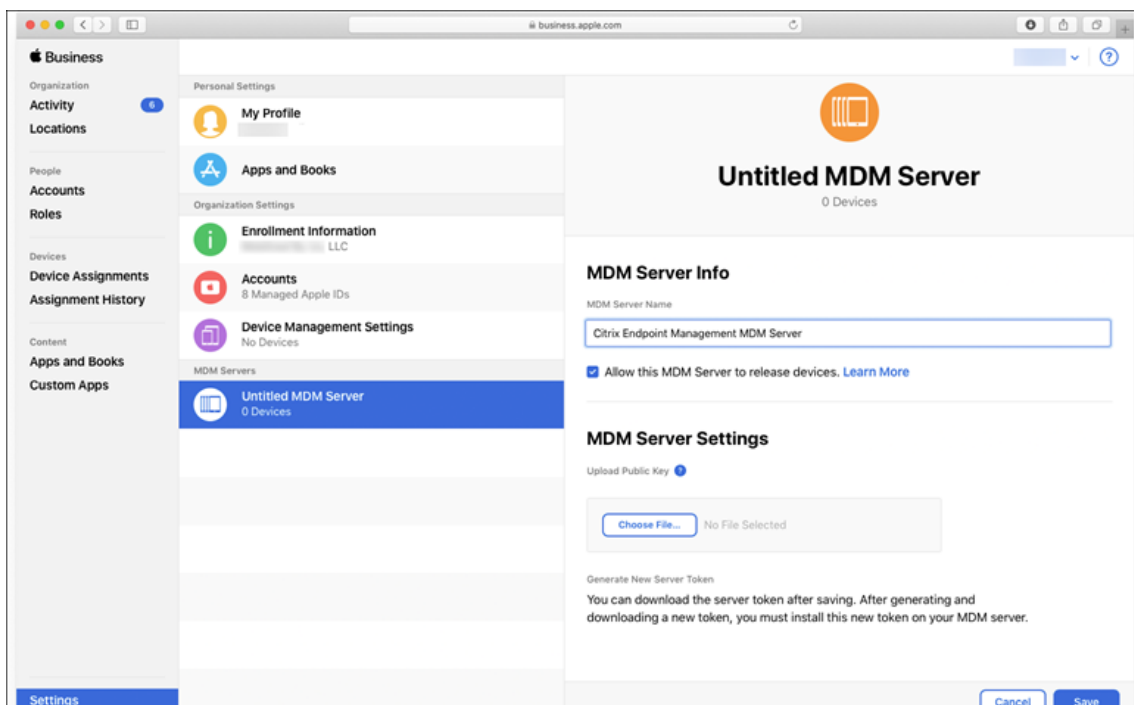 business.apple.com
Business
Organization
Activity 6
Locations
People
Accounts
Roles
Devices
Device Assignments
Assignment History
Content
Apps and Books
Custom Apps
Settings
Personal Settings
My Profile
Apps and Books
Organization Settings
Enrollment Information
LLC
Accounts
8 Managed Apple IDs
Device Management Settings
No Devices
MDM Servers
Untitled MDM Server
0 Devices
Untitled MDM Server
0 Devices
MDM Server Info
MDM Server Name
Citrix Endpoint Management MDM Server
Allow this MDM Server to release devices. Learn More
MDM Server Settings
Upload Public Key ?
Choose File... No File Selected
Generate New Server Token
You can download the server token after saving. After generating and
downloading a new token, you must install this new token on your MDM server.
Cancel Save